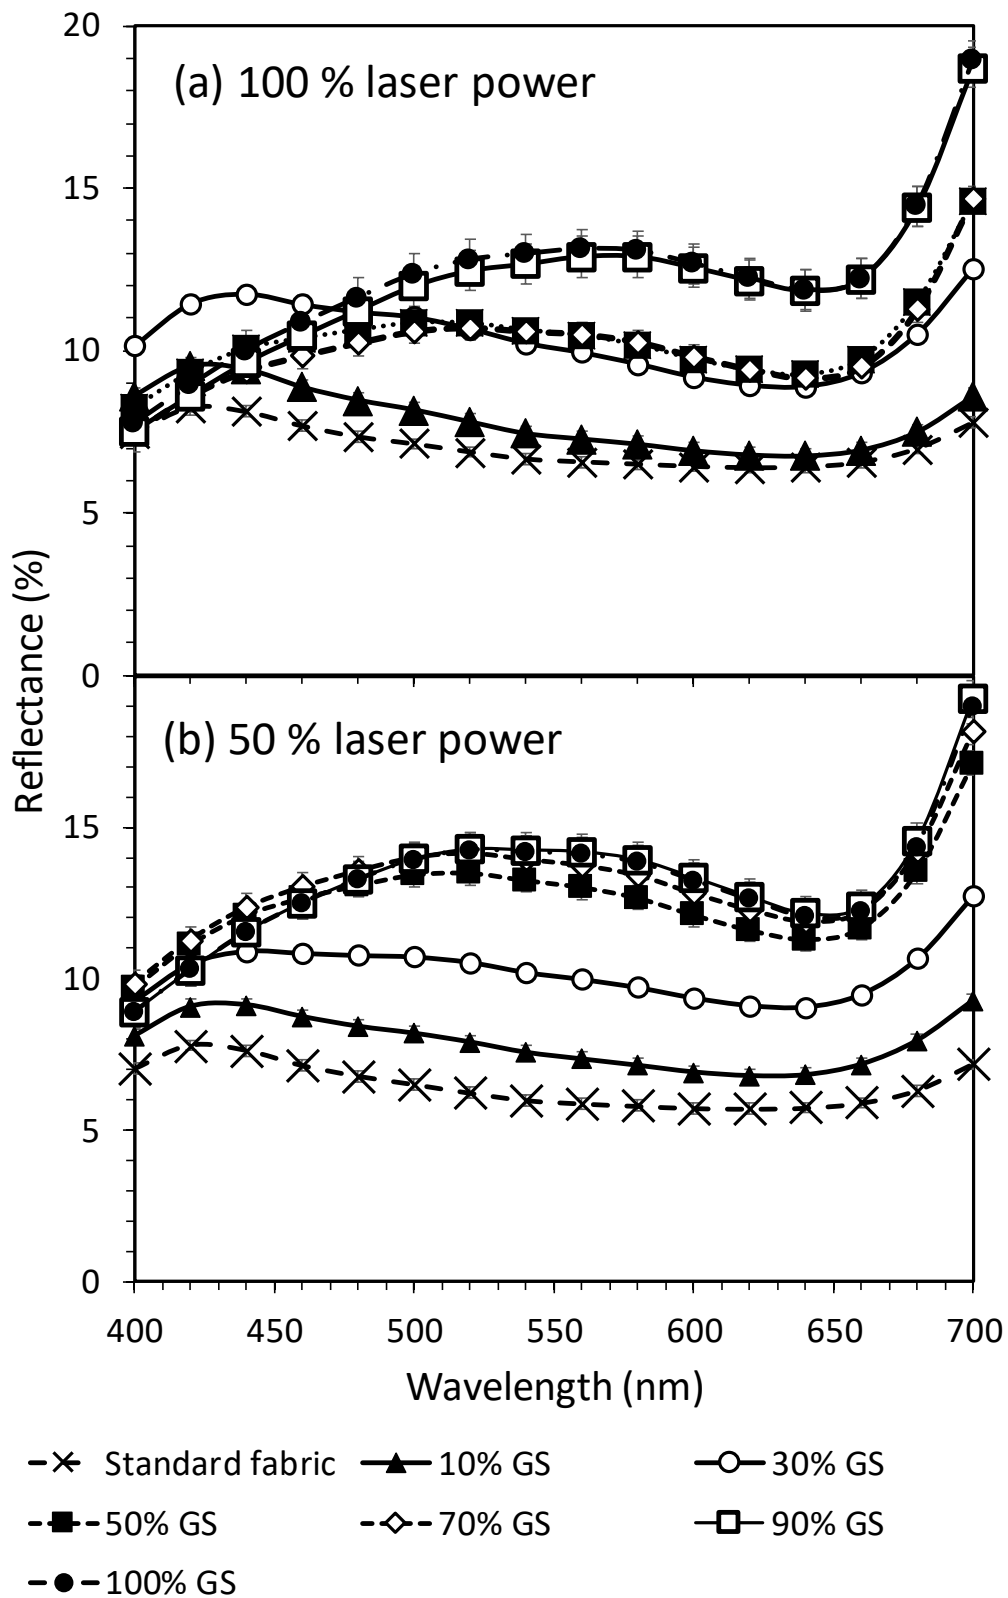 20
(a) 100 % laser power
15
10
5
0
Reflectance (%)
(b) 50 % laser power
15
10
5
0
400 450 500 550 600 650 700
Wavelength (nm)
Standard fabric 10% GS 30% GS
50% GS 70% GS 90% GS
100% GS